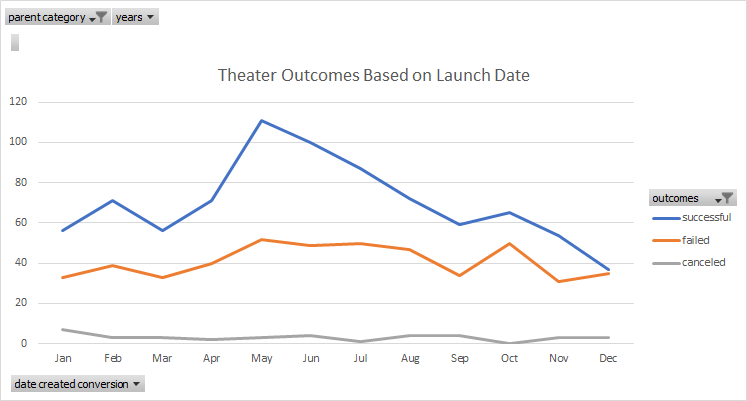 parent category years
Theater Outcomes Based on Launch Date
120
100
80
60
40
20
0
Jan Feb Mar Apr May Jun Jul Aug Sep Oct Nov Dec
outcomes
successful
failed
canceled
date created conversion